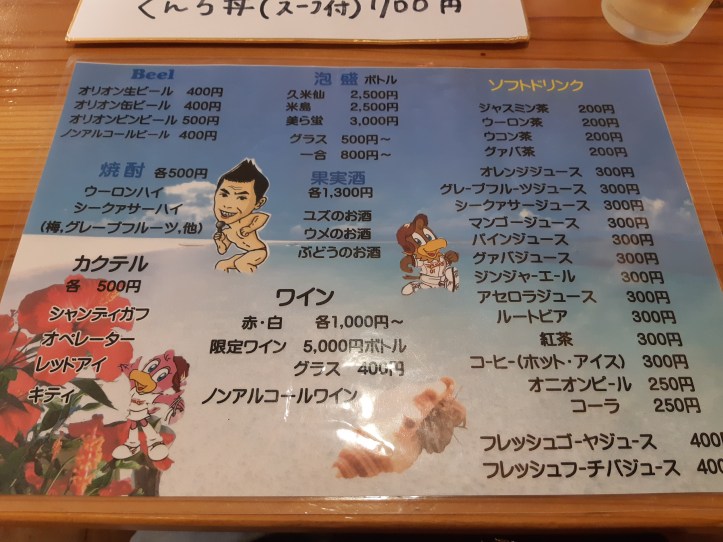 くんち丼(スープ付)1,100円
Beel
オリオン生ビール 400円
オリオン缶ビール 400円
オリオンビンビール 500円
ノンアルコールビール 400円
焼酎 各500円
ウーロンハイ
シークァサーハイ
(梅,グレープフルーツ,他)
カクテル
各 500円
シャンティガフ
オペレーター
レッドアイ
キティ
泡盛 ボトル
久米仙 2,500円
米島 2,500円
美ら蛍 3,000円
グラス 500円～
一合 800円～
果実酒
各1,300円
ユズのお酒
ウメのお酒
ぶどうのお酒
ワイン
赤・白 各1,000円～
限定ワイン 5,000円ボトル
グラス 400円
ノンアルコールワイン
ソフトドリンク
ジャスミン茶 200円
ウーロン茶 200円
ウコン茶 200円
グァバ茶 200円
オレンジジュース 300円
グレープフルーツジュース 300円
シークァサージュース 300円
マンゴージュース 300円
パインジュース 300円
グァバジュース 300円
ジンジャーエール 300円
アセロラジュース 300円
ルートビア 300円
紅茶 300円
コーヒー(ホット・アイス) 300円
オニオンビール 250円
コーラ 250円
フレッシュゴーヤジュース 400円
フレッシュフーチバジュース 400